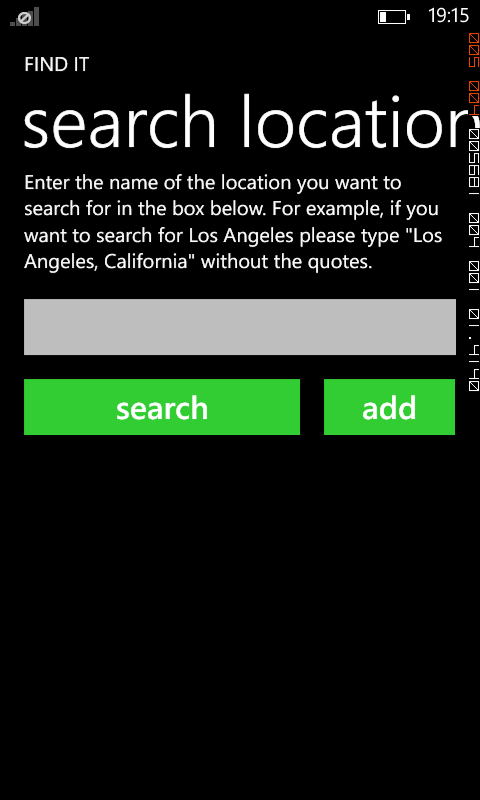 19:15
FIND IT
search location
Enter the name of the location you want to
search for in the box below. For example, if you
want to search for Los Angeles please type "Los
Angeles, California" without the quotes.
search
add